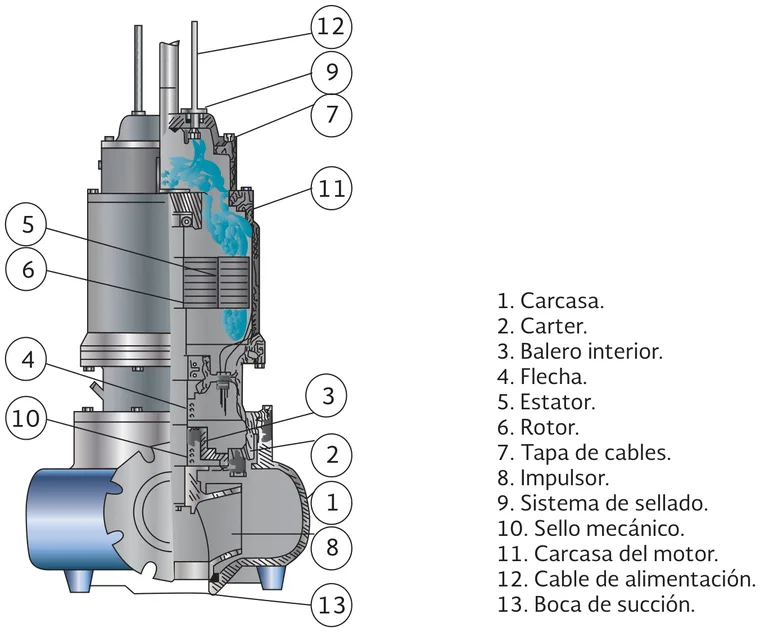 12
9
7
11
5
6
4
3
10
2
1
8
13
1. Carcasa.
2. Carter.
3. Balero interior.
4. Flecha.
5. Estator.
6. Rotor.
7. Tapa de cables.
8. Impulsor.
9. Sistema de sellado.
10. Sello mecánico.
11. Carcasa del motor.
12. Cable de alimentación.
13. Boca de succión.